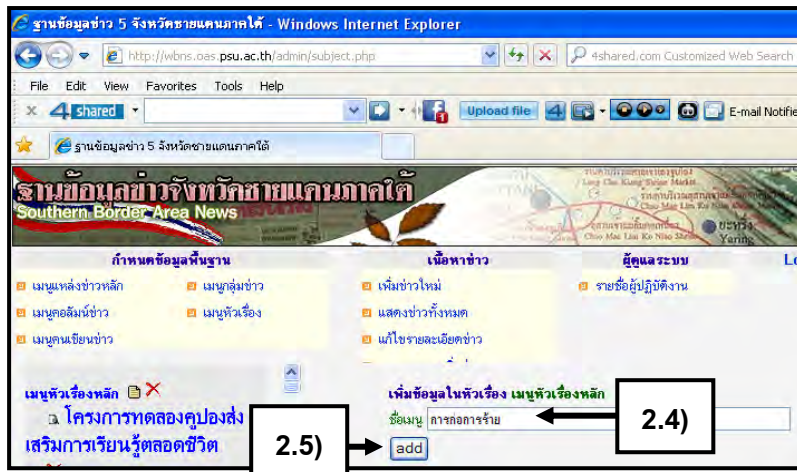 ฐานข้อมูลข่าว 5 จังหวัดชายแดนภาคใต้ - Windows Internet Explorer
http://wbns.oas.psu.ac.th/admin/subject.php
4shared.com Customized Web Search
File Edit View Favorites Tools Help
x 4 shared Upload file E-mail Notifie
ฐานข้อมูลข่าว 5 จังหวัดชายแดนภาคใต้
ฐานข้อมูลข่าวจังหวัดชายแดนภาคใต้
Southern Border Area News
ยะหริ่ง
Yaring
กำหนดข้อมูลพื้นฐาน เนื้อหาข่าว ผู้ดูแลระบบ Lo
เมนูแหล่งข่าวหลัก เมนูกลุ่มข่าว เพิ่มข่าวใหม่ รายชื่อผู้ปฏิบัติงาน
เมนูคอลัมน์ข่าว เมนูหัวเรื่อง แสดงข่าวทั้งหมด
เมนูคนเขียนข่าว แก้ไขรายละเอียดข่าว
เมนูหัวเรื่องหลัก เพิ่มข้อมูลในหัวเรื่อง เมนูหัวเรื่องหลัก
โครงการทดลองคูปองส่ง ชื่อเมนู การก่อการร้าย 2.4)
เสริมการเรียนรู้ตลอดชีวิต 2.5) add